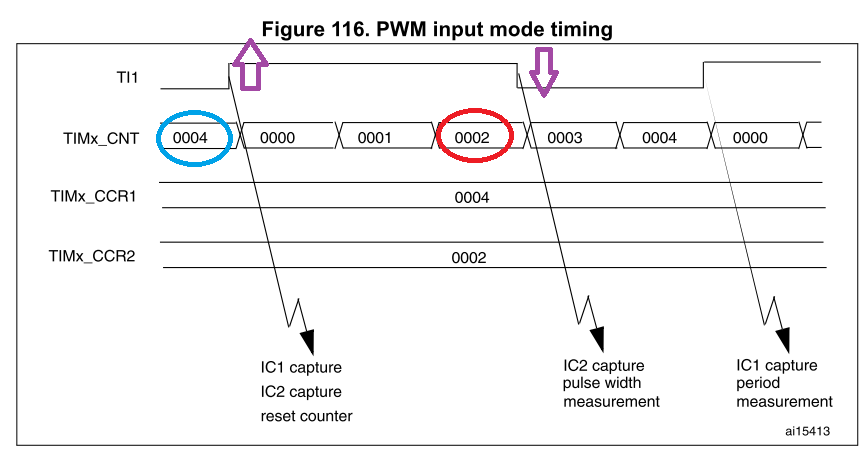 Figure 116. PWM input mode timing
TI1
TIMx_CNT 0004 0000 0001 0002 0003 0004 0000
TIMx_CCR1 0004
TIMx_CCR2 0002
IC1 capture
IC2 capture
reset counter
IC2 capture
pulse width
measurement
IC1 capture
period
measurement
ai15413